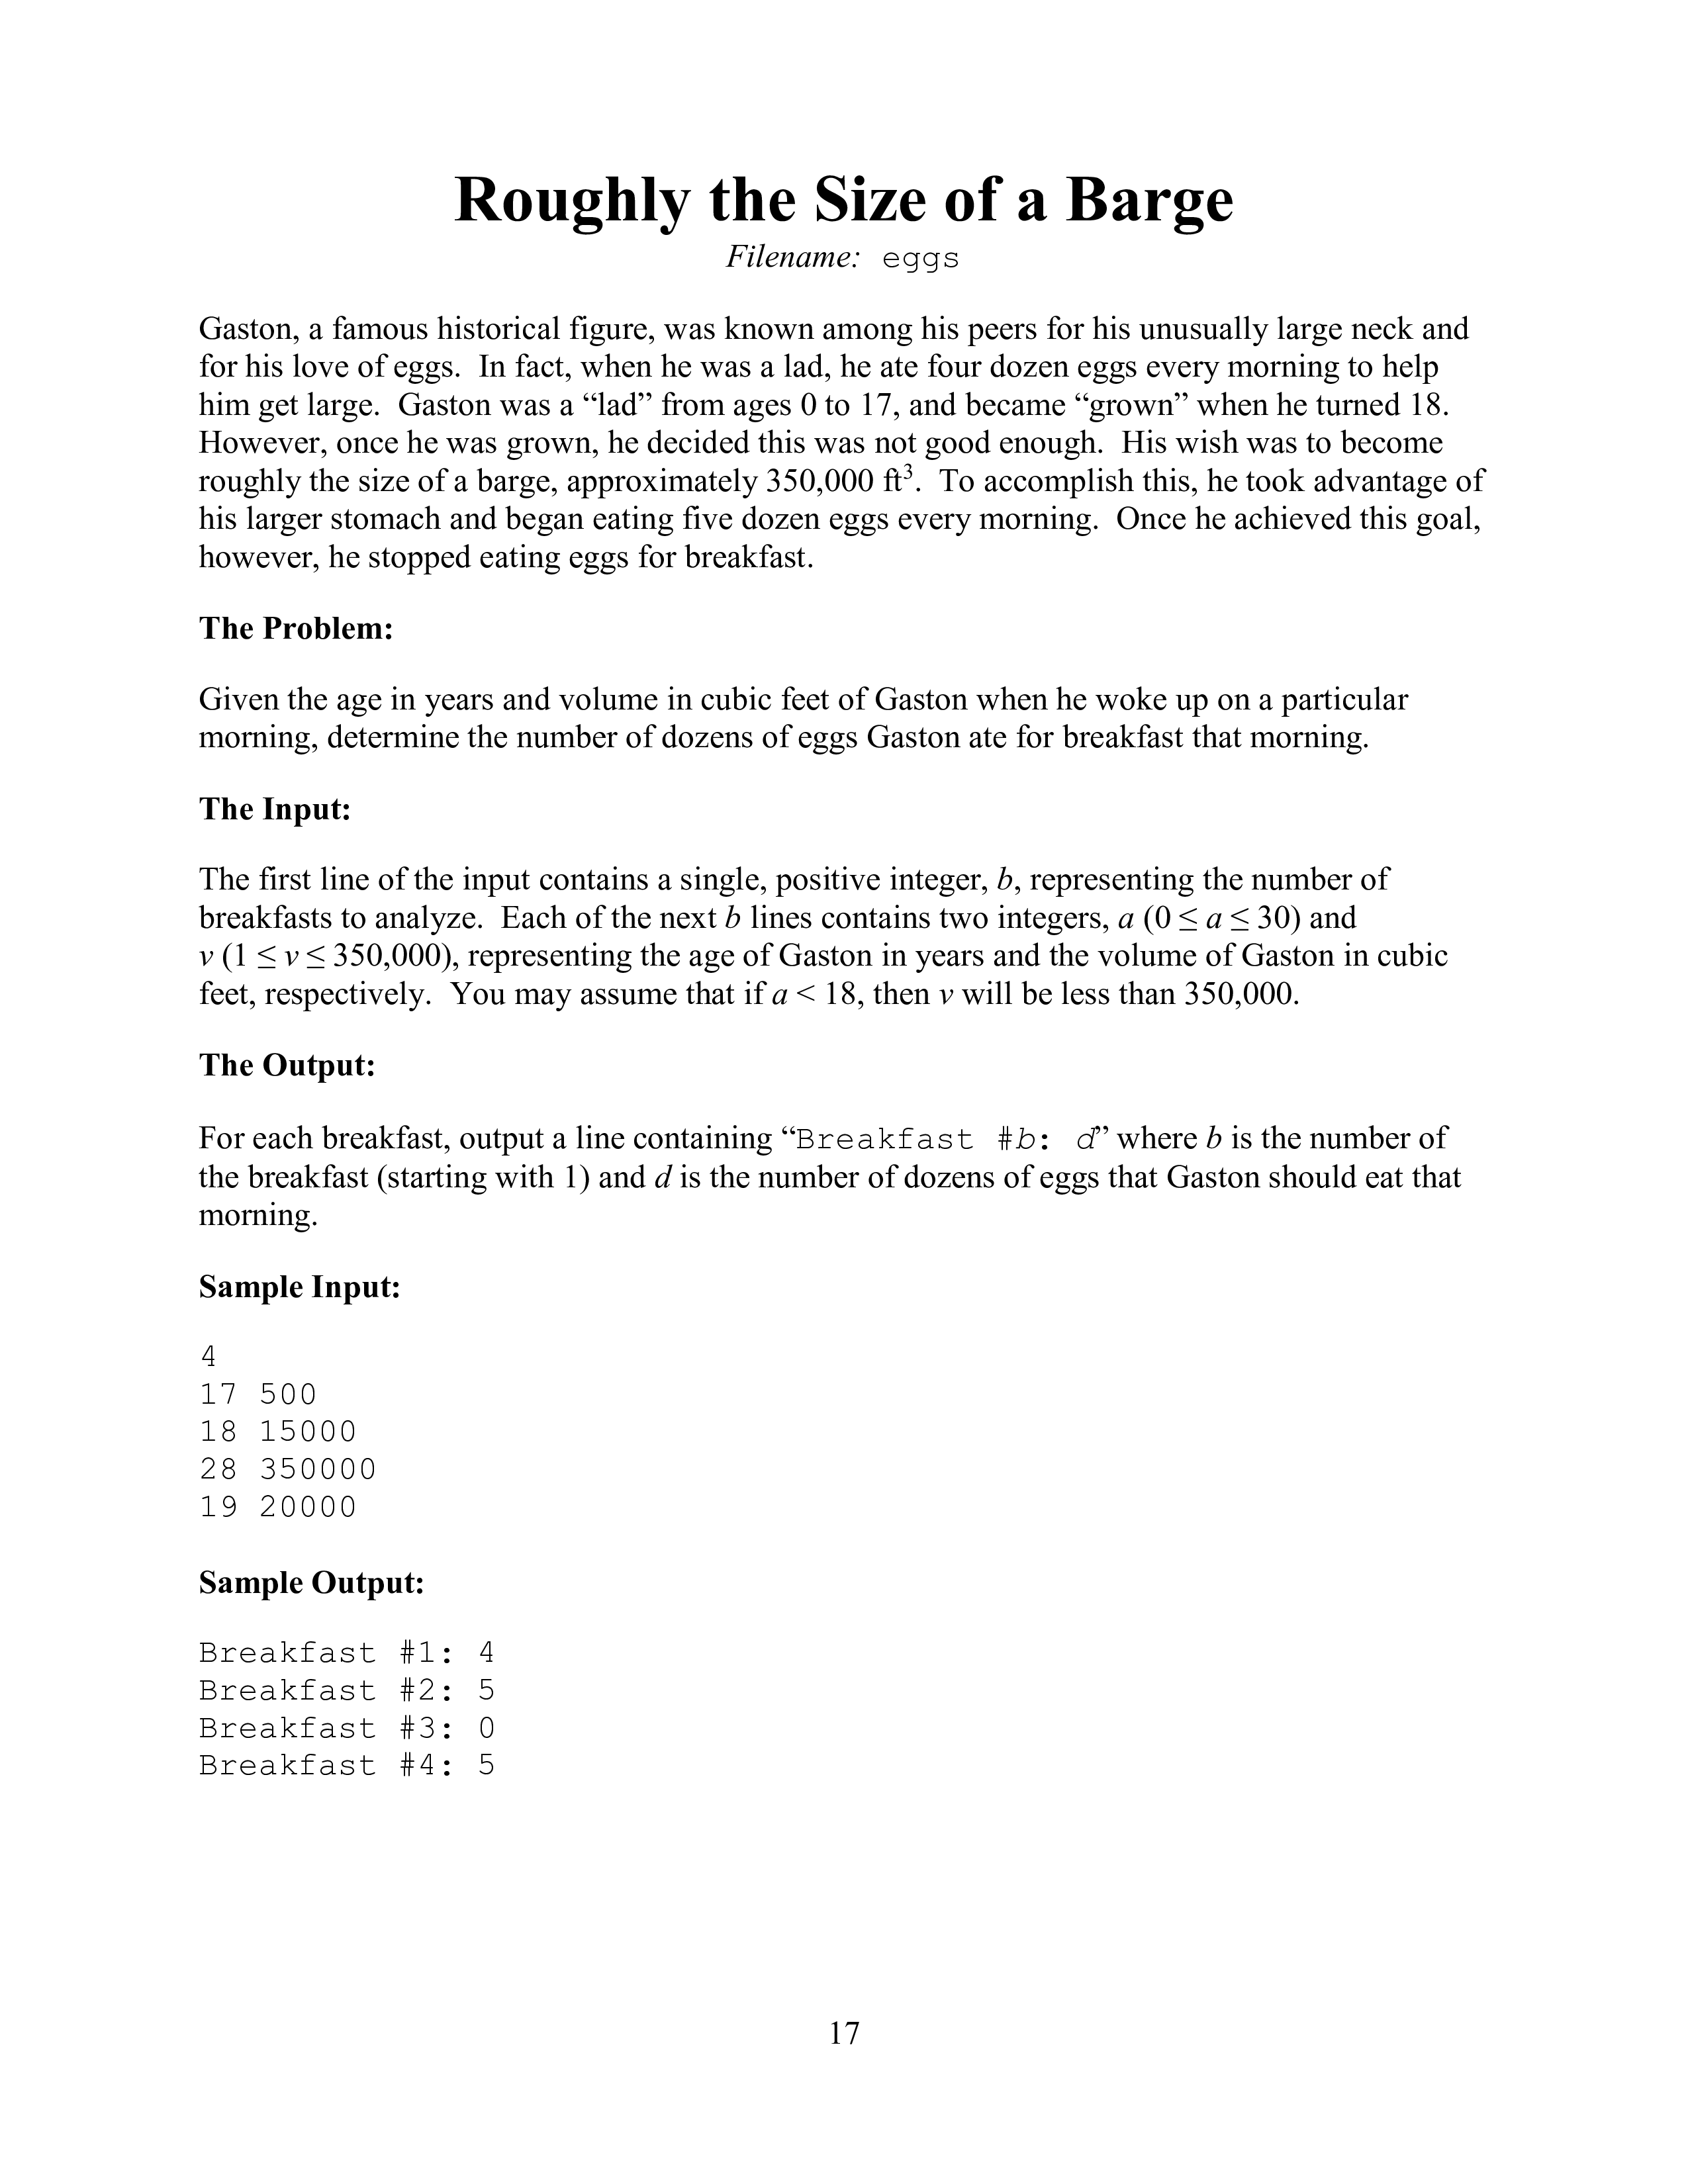 Roughly the Size of a Barge
Filename: eggs
Gaston, a famous historical figure, was known among his peers for his unusually large neck and
for his love of eggs. In fact, when he was a lad, he ate four dozen eggs every morning to help
him get large. Gaston was a “lad” from ages 0 to 17, and became “grown” when he turned 18.
However, once he was grown, he decided this was not good enough. His wish was to become
roughly the size of a barge, approximately 350,000 ft³. To accomplish this, he took advantage of
his larger stomach and began eating five dozen eggs every morning. Once he achieved this goal,
however, he stopped eating eggs for breakfast.
The Problem:
Given the age in years and volume in cubic feet of Gaston when he woke up on a particular
morning, determine the number of dozens of eggs Gaston ate for breakfast that morning.
The Input:
The first line of the input contains a single, positive integer, b, representing the number of
breakfasts to analyze. Each of the next b lines contains two integers, a (0 ≤ a ≤ 30) and
v (1 ≤ v ≤ 350,000), representing the age of Gaston in years and the volume of Gaston in cubic
feet, respectively. You may assume that if a < 18, then v will be less than 350,000.
The Output:
For each breakfast, output a line containing “Breakfast #b: d” where b is the number of
the breakfast (starting with 1) and d is the number of dozens of eggs that Gaston should eat that
morning.
Sample Input:
4
17 500
18 15000
28 350000
19 20000
Sample Output:
Breakfast #1: 4
Breakfast #2: 5
Breakfast #3: 0
Breakfast #4: 5
17